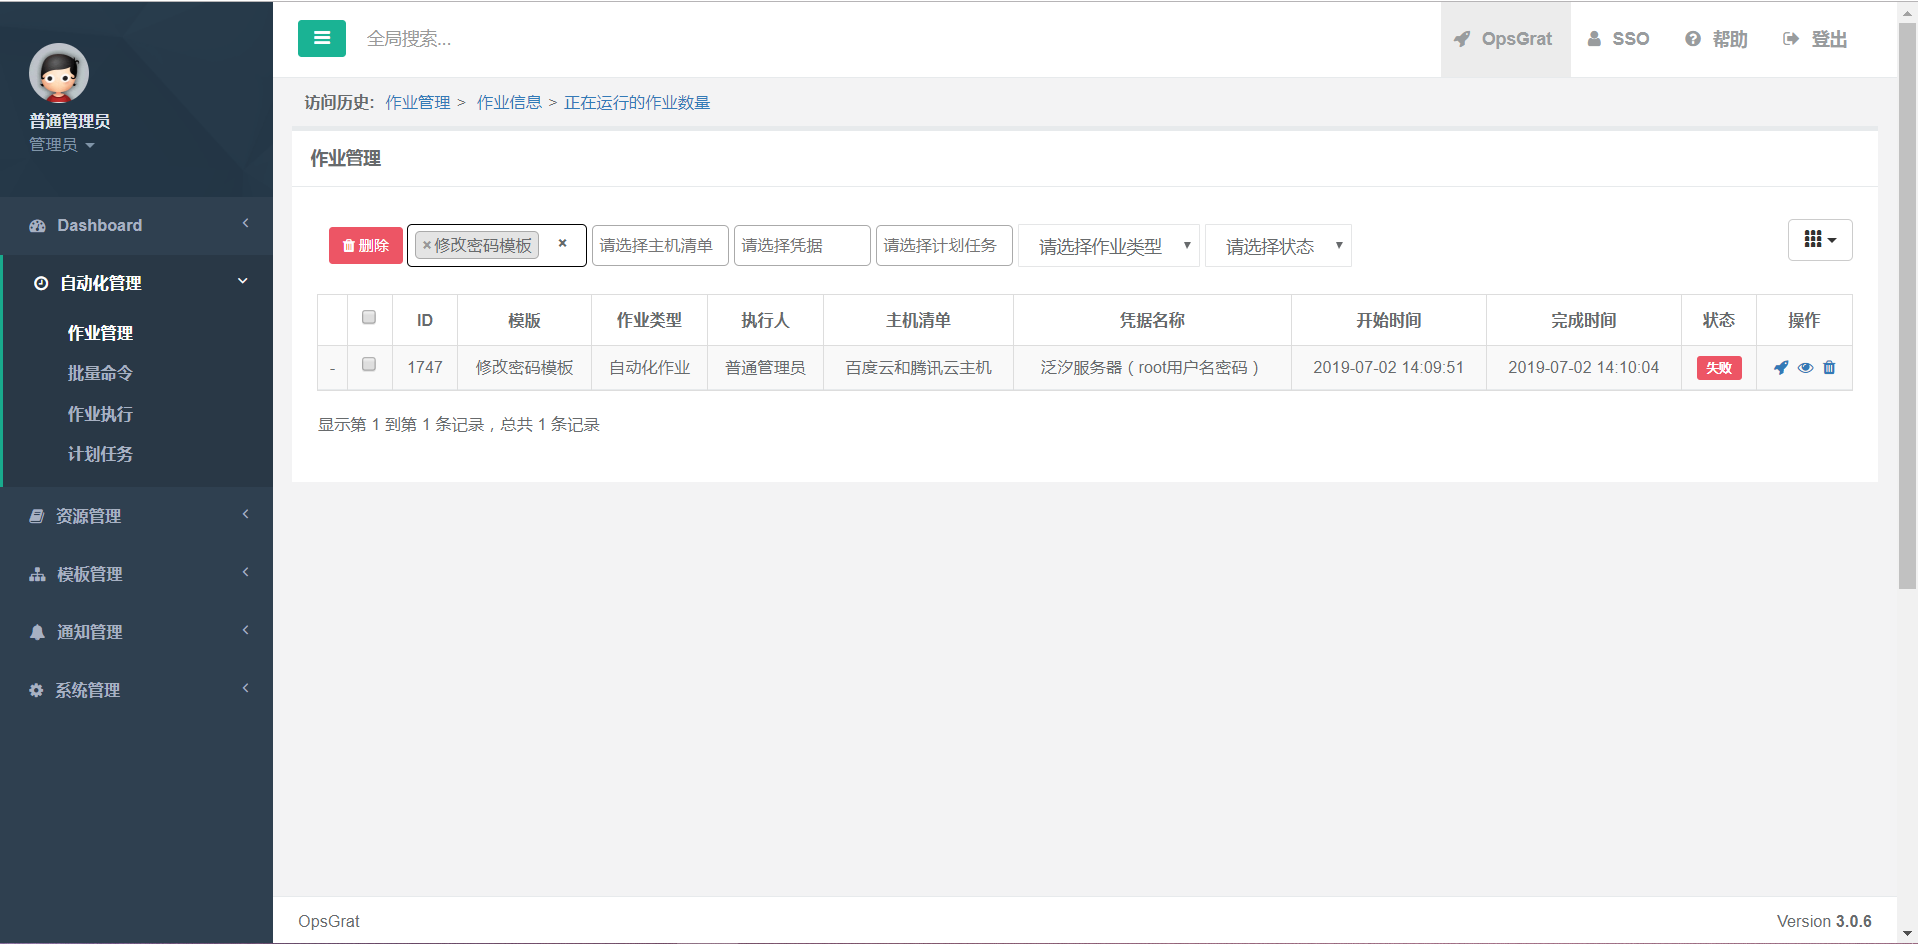 普通管理员
管理员
Dashboard
自动化管理
作业管理
批量命令
作业执行
计划任务
资源管理
模板管理
通知管理
系统管理
全局搜索...
OpsGrat
SSO
帮助
登出
访问历史: 作业管理 > 作业信息 > 正在运行的作业数量
作业管理
删除 ×修改密码模板 × 请选择主机清单 请选择凭据 请选择计划任务 请选择作业类型 请选择状态
ID 模版 作业类型 执行人 主机清单 凭据名称 开始时间 完成时间 状态 操作
- 1747 修改密码模板 自动化作业 普通管理员 百度云和腾讯云主机 泛汐服务器（root用户名密码） 2019-07-02 14:09:51 2019-07-02 14:10:04 失败
显示第 1 到第 1 条记录，总共 1 条记录
OpsGrat
Version 3.0.6